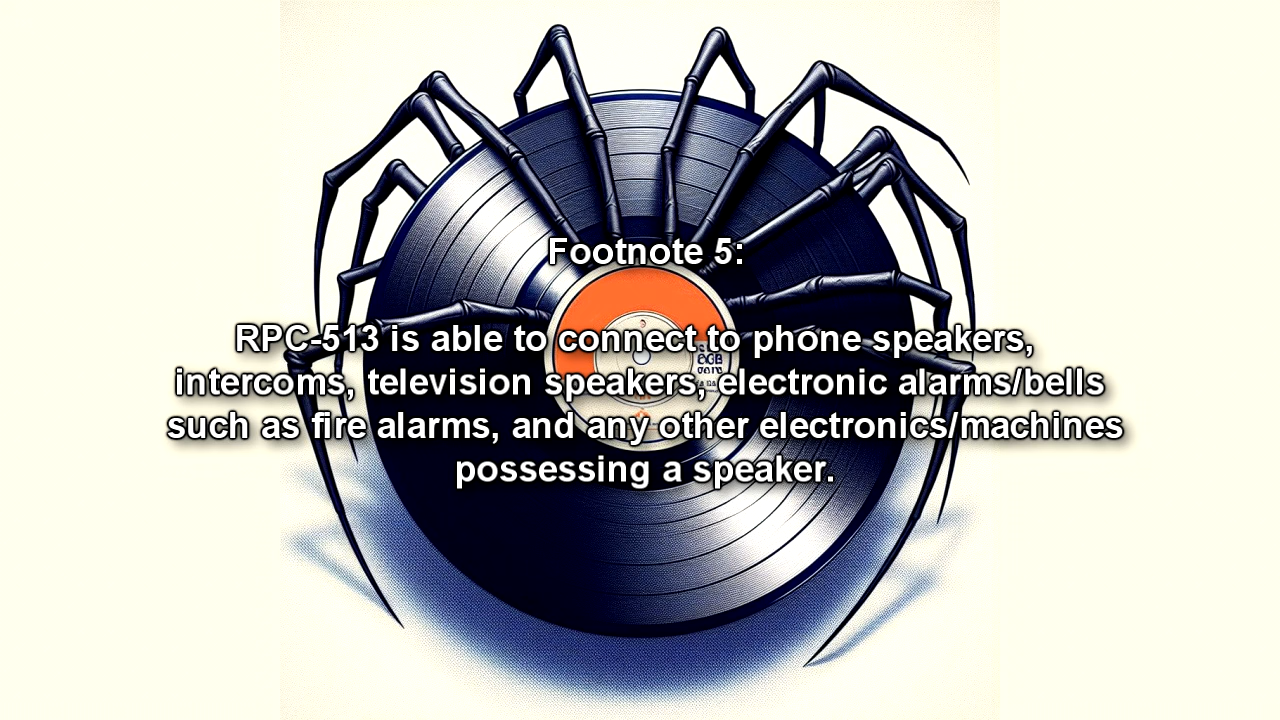 Footnote 5:
RPC-513 is able to connect to phone speakers,
intercoms, television speakers, electronic alarms/bells
such as fire alarms, and any other electronics/machines
possessing a speaker.